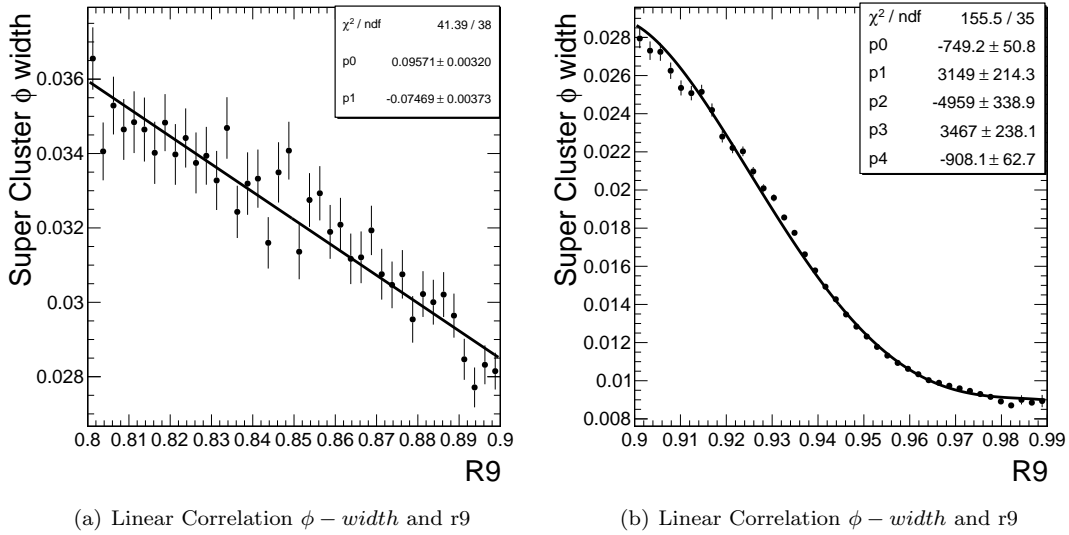 χ² / ndf 41.39 / 38
p0 0.09571 ± 0.00320
p1 -0.07469 ± 0.00373
Super Cluster ϕ width
0.036
0.034
0.032
0.03
0.028
0.8 0.81 0.82 0.83 0.84 0.85 0.86 0.87 0.88 0.89 0.9
R9
(a) Linear Correlation ϕ − width and r9
χ² / ndf 155.5 / 35
p0 -749.2 ± 50.8
p1 3149 ± 214.3
p2 -4959 ± 338.9
p3 3467 ± 238.1
p4 -908.1 ± 62.7
Super Cluster ϕ width
0.028
0.026
0.024
0.022
0.02
0.018
0.016
0.014
0.012
0.01
0.008
0.9 0.91 0.92 0.93 0.94 0.95 0.96 0.97 0.98 0.99
R9
(b) Linear Correlation ϕ − width and r9